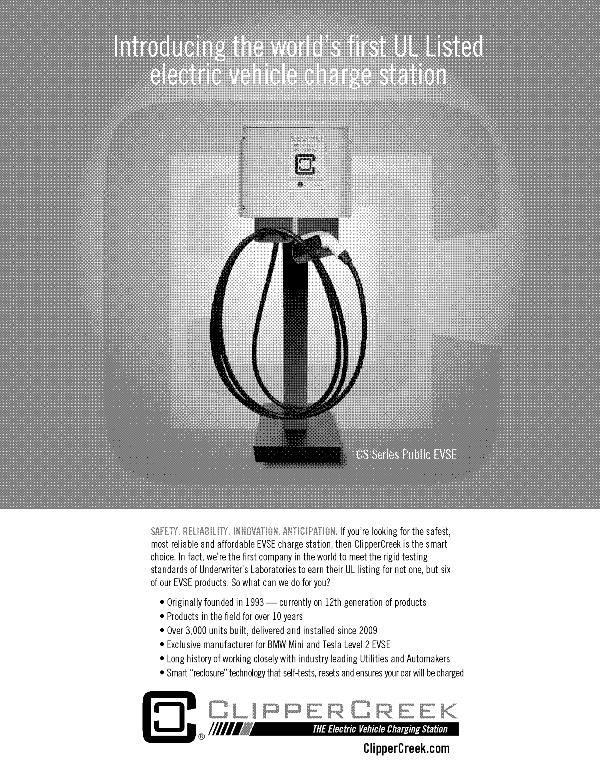 Introducing the world's first UL Listed
electric vehicle charge station
CS Series Public EVSE
SAFETY. RELIABILITY. INNOVATION. ANTICIPATION. If you're looking for the safest,
most reliable and affordable EVSE charge station, then ClipperCreek is the smart
choice. In fact, we're the first company in the world to meet the rigid testing
standards of Underwriter's Laboratories to earn their UL listing for not one, but six
of our EVSE products. So what can we do for you?
• Originally founded in 1993 — currently on 12th generation of products
• Products in the field for over 10 years
• Over 3,000 units built, delivered and installed since 2009
• Exclusive manufacturer for BMW Mini and Tesla Level 2 EVSE
• Long history of working closely with industry leading Utilities and Automakers
• Smart "reclosure" technology that self-tests, resets and ensures your car will be charged
CLIPPERCREEK
® THE Electric Vehicle Charging Station
ClipperCreek.com